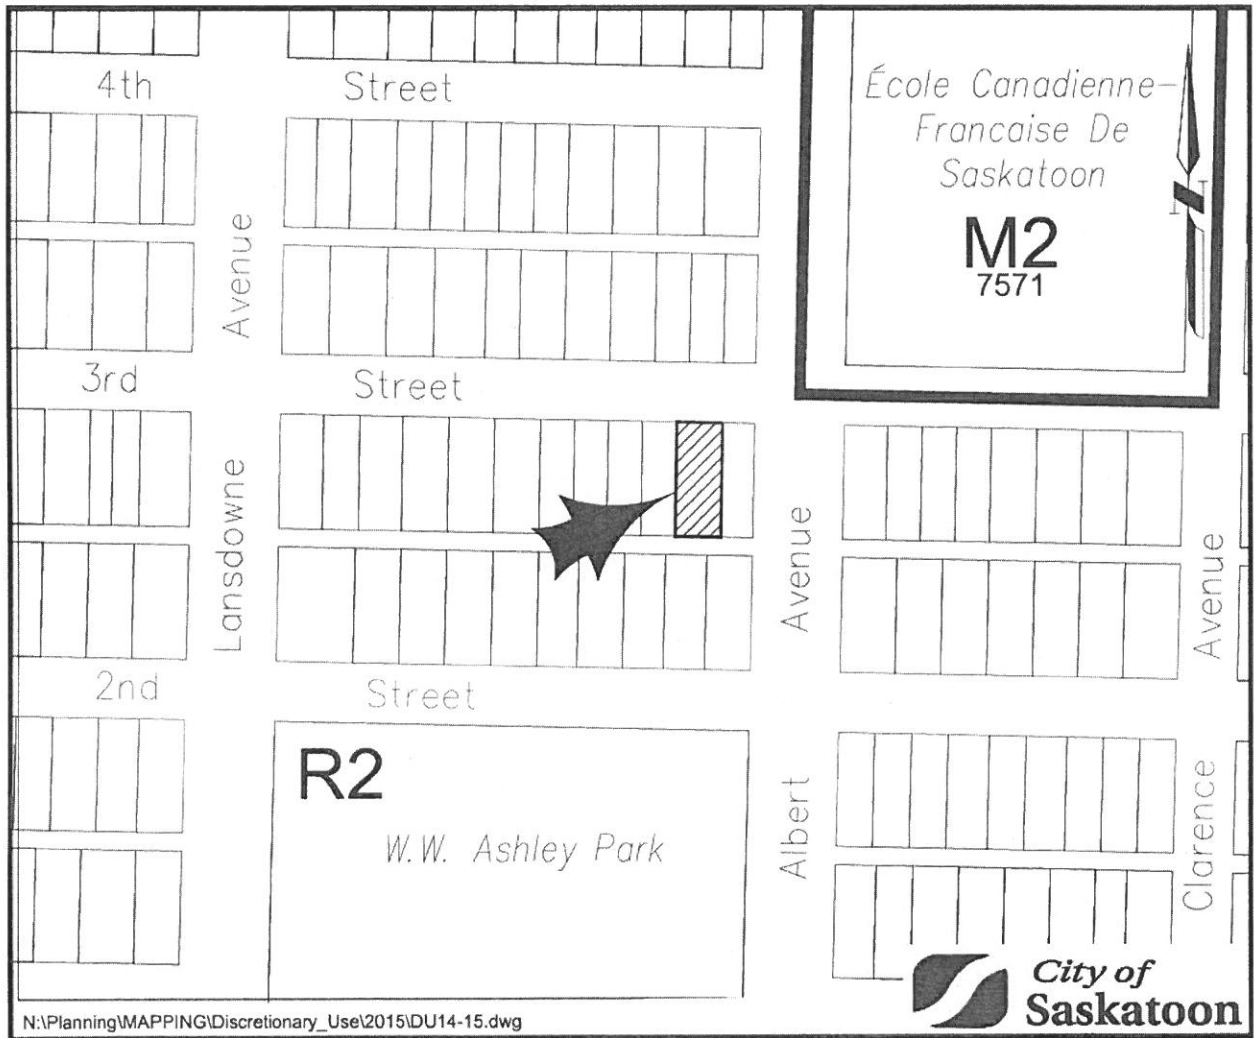 4th Street
École Canadienne-
Francaise De
Saskatoon
M2
7571
N
Avenue
3rd Street
Lansdowne
Avenue
Avenue
2nd Street
R2
W.W. Ashley Park
Albert
Clarence
N:\Planning\MAPPING\Discretionary_Use\2015\DU14-15.dwg
City of
Saskatoon